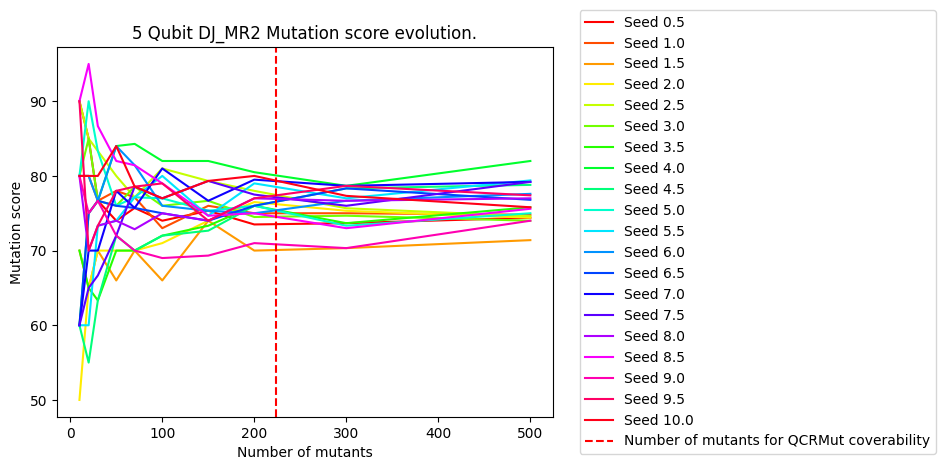 5 Qubit DJ_MR2 Mutation score evolution.
Mutation score
90
80
70
60
50
0
100
200
300
400
500
Number of mutants
Seed 0.5
Seed 1.0
Seed 1.5
Seed 2.0
Seed 2.5
Seed 3.0
Seed 3.5
Seed 4.0
Seed 4.5
Seed 5.0
Seed 5.5
Seed 6.0
Seed 6.5
Seed 7.0
Seed 7.5
Seed 8.0
Seed 8.5
Seed 9.0
Seed 9.5
Seed 10.0
Number of mutants for QCRMut coverability